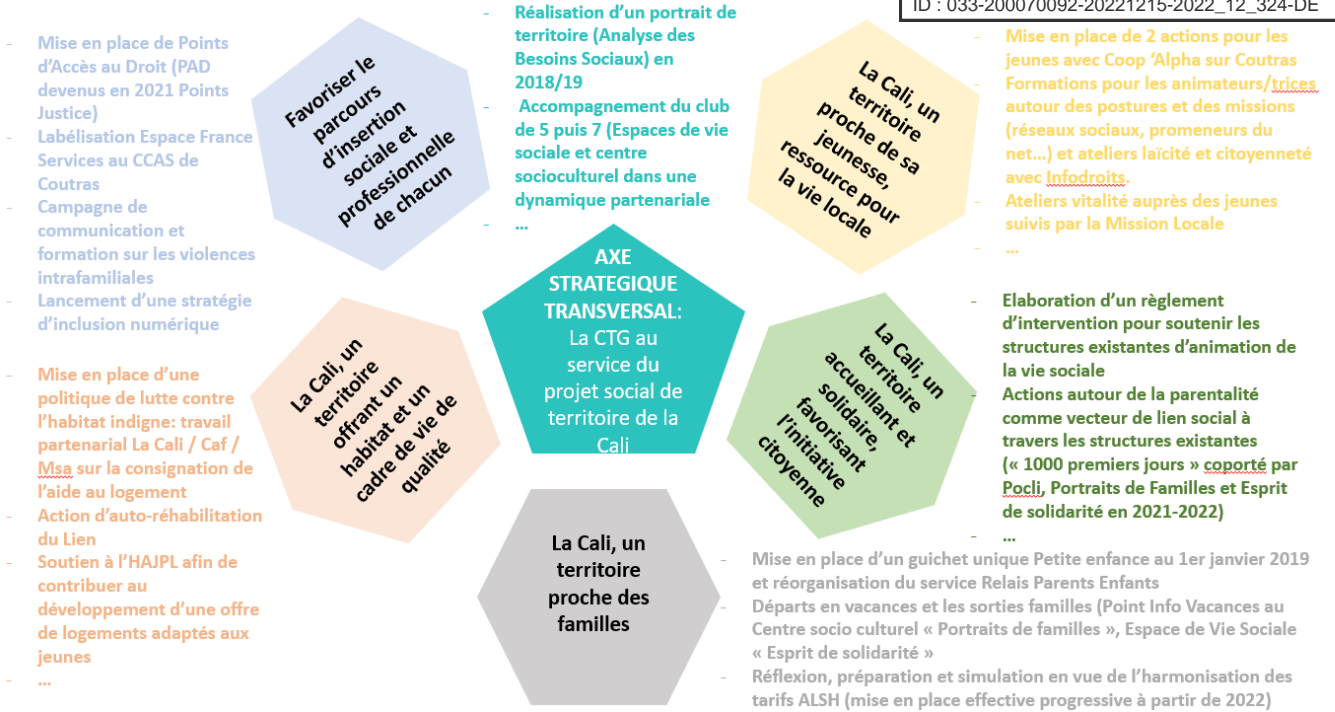 ID : 033-200070092-20221215-2022_12_324-DE
- Mise en place de Points
d'Accès au Droit (PAD
devenus en 2021 Points
Justice)
- Labélisation Espace France
Services au CCAS de
Coutras
- Campagne de
communication et
formation sur les violences
intrafamiliales
- Lancement d'une stratégie
d'inclusion numérique
Favoriser le
parcours
d'insertion
sociale et
professionnelle
de chacun
- Réalisation d'un portrait de
territoire (Analyse des
Besoins Sociaux) en
2018/19
- Accompagnement du club
de 5 puis 7 (Espaces de vie
sociale et centre
socioculturel dans une
dynamique partenariale
- ...
La Cali, un
territoire
proche de sa
jeunesse,
ressource pour
la vie locale
- Mise en place de 2 actions pour les
jeunes avec Coop 'Alpha sur Coutras
- Formations pour les animateurs/trices
autour des postures et des missions
(réseaux sociaux, promeneurs du
net...) et ateliers laïcité et citoyenneté
avec Infodroits.
- Ateliers vitalité auprès des jeunes
suivis par la Mission Locale
- ...
AXE
STRATEGIQUE
TRANSVERSAL:
La CTG au
service du
projet social de
territoire de la
Cali
- Mise en place d'une
politique de lutte contre
l'habitat indigne: travail
partenarial La Cali / Caf /
Msa sur la consignation de
l'aide au logement
- Action d'auto-réhabilitation
du Lien
- Soutien à l'HAJPL afin de
contribuer au
développement d'une offre
de logements adaptés aux
jeunes
- ...
La Cali, un
territoire
offrant un
habitat et un
cadre de vie de
qualité
La Cali, un
territoire
accueillant et
solidaire,
favorisant
l'initiative
citoyenne
- Elaboration d'un règlement
d'intervention pour soutenir les
structures existantes d'animation de
la vie sociale
- Actions autour de la parentalité
comme vecteur de lien social à
travers les structures existantes
(« 1000 premiers jours » coporté par
Pocli, Portraits de Familles et Esprit
de solidarité en 2021-2022)
- ...
La Cali, un
territoire
proche des
familles
- Mise en place d'un guichet unique Petite enfance au 1er janvier 2019
et réorganisation du service Relais Parents Enfants
- Départs en vacances et les sorties familles (Point Info Vacances au
Centre socio culturel « Portraits de familles », Espace de Vie Sociale
« Esprit de solidarité »
- Réflexion, préparation et simulation en vue de l'harmonisation des
tarifs ALSH (mise en place effective progressive à partir de 2022)